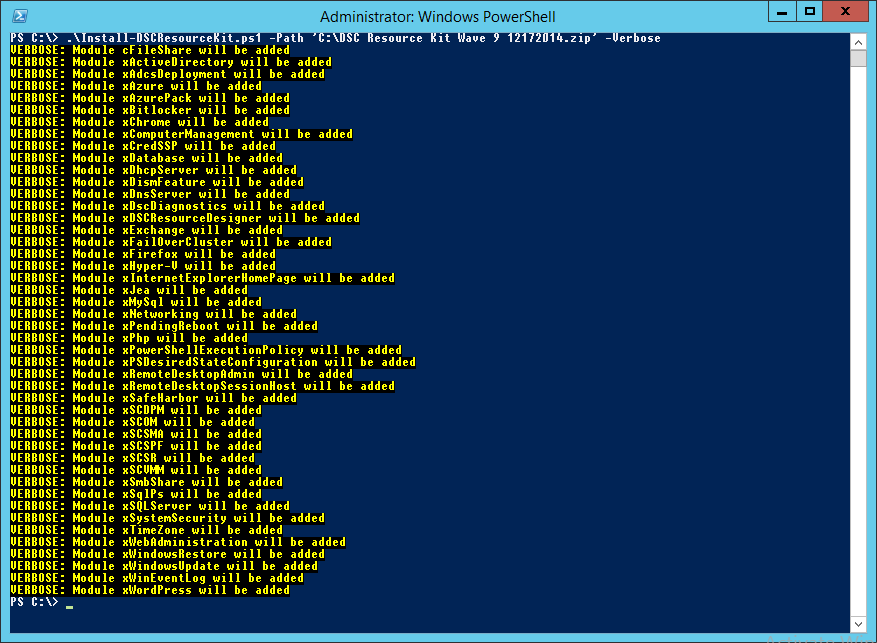 Administrator: Windows PowerShell
PS C:\> .\Install-DSCResourceKit.ps1 -Path 'C:\DSC Resource Kit Wave 9 12172014.zip' -Verbose
VERBOSE: Module cFileShare will be added
VERBOSE: Module xActiveDirectory will be added
VERBOSE: Module xAdcsDeployment will be added
VERBOSE: Module xAzure will be added
VERBOSE: Module xAzurePack will be added
VERBOSE: Module xBitlocker will be added
VERBOSE: Module xChrome will be added
VERBOSE: Module xComputerManagement will be added
VERBOSE: Module xCredSSP will be added
VERBOSE: Module xDatabase will be added
VERBOSE: Module xDhcpServer will be added
VERBOSE: Module xDismFeature will be added
VERBOSE: Module xDnsServer will be added
VERBOSE: Module xDscDiagnostics will be added
VERBOSE: Module xDSCResourceDesigner will be added
VERBOSE: Module xExchange will be added
VERBOSE: Module xFailOverCluster will be added
VERBOSE: Module xFirefox will be added
VERBOSE: Module xHyper-V will be added
VERBOSE: Module xInternetExplorerHomePage will be added
VERBOSE: Module xJea will be added
VERBOSE: Module xMySql will be added
VERBOSE: Module xNetworking will be added
VERBOSE: Module xPendingReboot will be added
VERBOSE: Module xPhp will be added
VERBOSE: Module xPowerShellExecutionPolicy will be added
VERBOSE: Module xPSDesiredStateConfiguration will be added
VERBOSE: Module xRemoteDesktopAdmin will be added
VERBOSE: Module xRemoteDesktopSessionHost will be added
VERBOSE: Module xSafeHarbor will be added
VERBOSE: Module xSCDPM will be added
VERBOSE: Module xSCOM will be added
VERBOSE: Module xSCSMA will be added
VERBOSE: Module xSCSPF will be added
VERBOSE: Module xSCSR will be added
VERBOSE: Module xSCVMM will be added
VERBOSE: Module xSmbShare will be added
VERBOSE: Module xSqlPs will be added
VERBOSE: Module xSQLServer will be added
VERBOSE: Module xSystemSecurity will be added
VERBOSE: Module xTimeZone will be added
VERBOSE: Module xWebAdministration will be added
VERBOSE: Module xWindowsRestore will be added
VERBOSE: Module xWindowsUpdate will be added
VERBOSE: Module xWinEventLog will be added
VERBOSE: Module xWordPress will be added
PS C:\> _